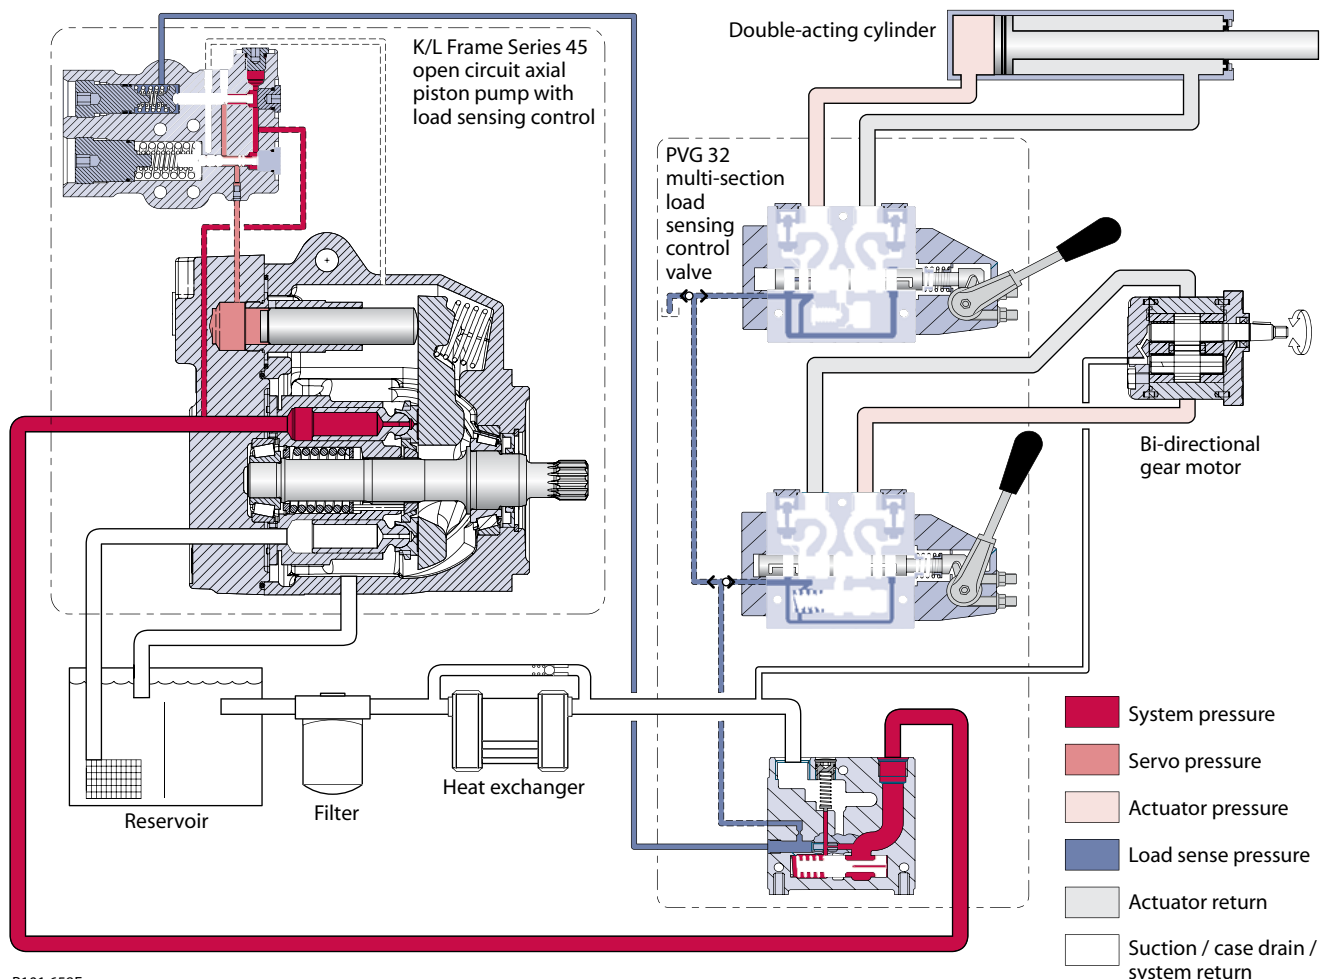 K/L Frame Series 45
open circuit axial
piston pump with
load sensing control
Double-acting cylinder
PVG 32
multi-section
load
sensing
control
valve
Bi-directional
gear motor
Reservoir
Filter
Heat exchanger
System pressure
Servo pressure
Actuator pressure
Load sense pressure
Actuator return
Suction / case drain /
system return